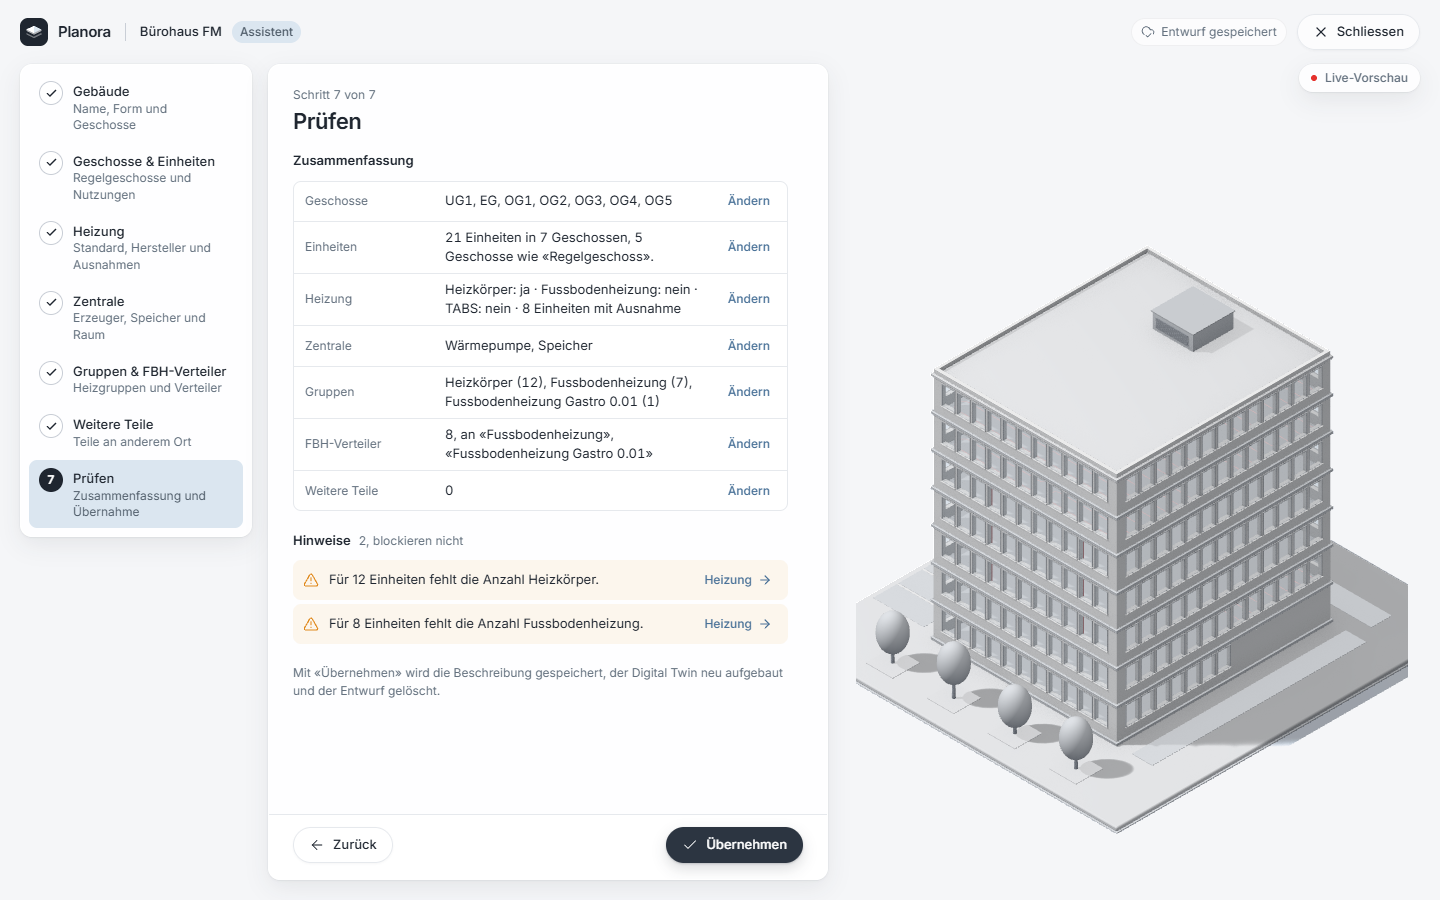 Planora
Bürohaus FM
Assistent
Entwurf gespeichert
Schliessen
Gebäude
Name, Form und
Geschosse
Geschosse & Einheiten
Regelgeschosse und
Nutzungen
Heizung
Standard, Hersteller und
Ausnahmen
Zentrale
Erzeuger, Speicher und
Raum
Gruppen & FBH-Verteiler
Heizgruppen und Verteiler
Weitere Teile
Teile an anderem Ort
7
Prüfen
Zusammenfassung und
Übernahme
Schritt 7 von 7
Prüfen
Zusammenfassung
Geschosse
UG1, EG, OG1, OG2, OG3, OG4, OG5
Ändern
Einheiten
21 Einheiten in 7 Geschossen, 5
Geschosse wie «Regelgeschoss».
Ändern
Heizung
Heizkörper: ja · Fussbodenheizung: nein ·
TABS: nein · 8 Einheiten mit Ausnahme
Ändern
Zentrale
Wärmepumpe, Speicher
Ändern
Gruppen
Heizkörper (12), Fussbodenheizung (7),
Fussbodenheizung Gastro 0.01 (1)
Ändern
FBH-Verteiler
8, an «Fussbodenheizung»,
«Fussbodenheizung Gastro 0.01»
Ändern
Weitere Teile
0
Ändern
Hinweise 2, blockieren nicht
Für 12 Einheiten fehlt die Anzahl Heizkörper.
Heizung
Für 8 Einheiten fehlt die Anzahl Fussbodenheizung.
Heizung
Mit «Übernehmen» wird die Beschreibung gespeichert, der Digital Twin neu aufgebaut
und der Entwurf gelöscht.
Zurück
Übernehmen
Live-Vorschau